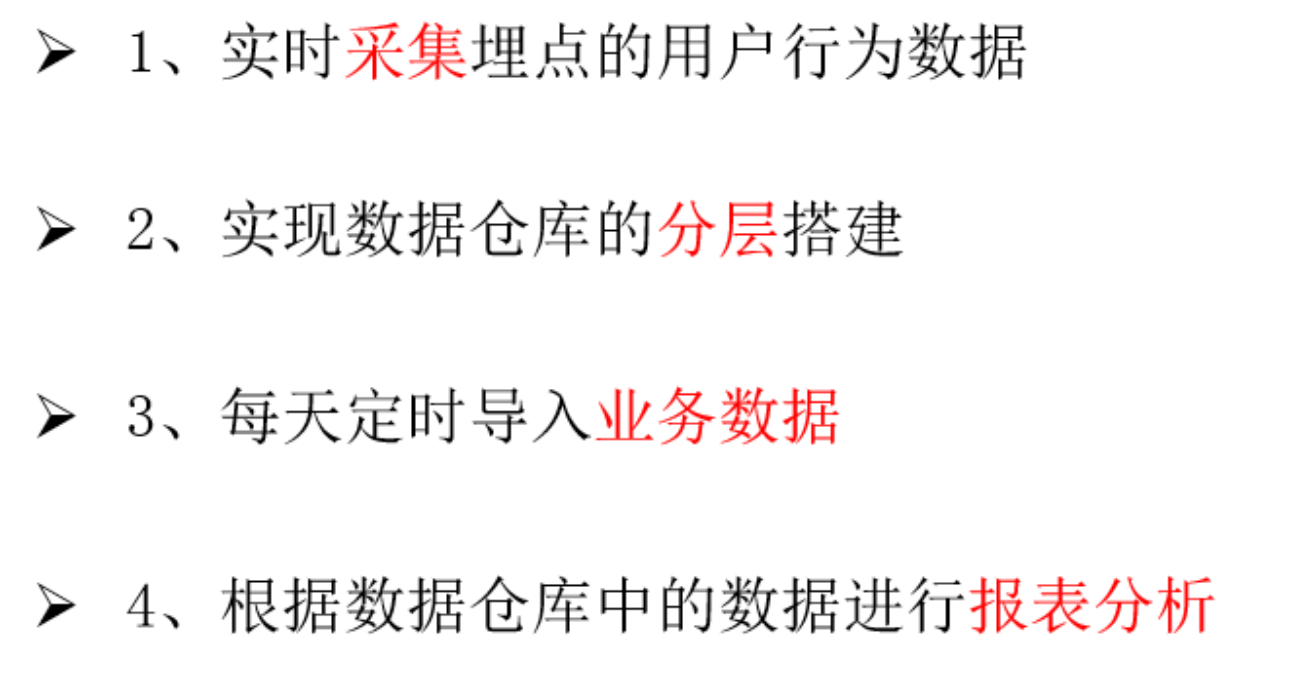 ➢ 1、实时采集埋点的用户行为数据
➢ 2、实现数据仓库的分层搭建
➢ 3、每天定时导入业务数据
➢ 4、根据数据仓库中的数据进行报表分析